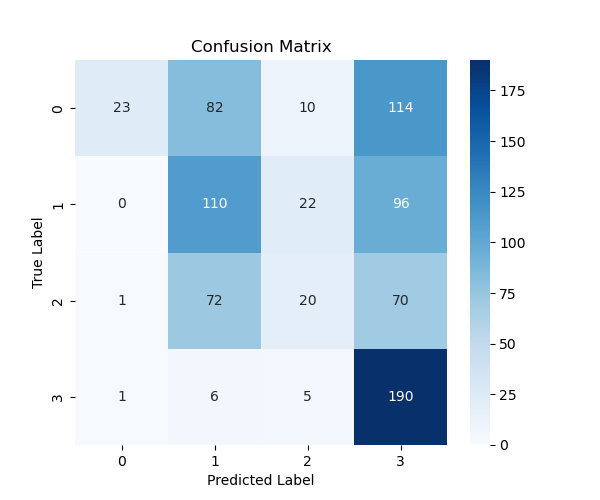 Confusion Matrix
0 23 82 10 114
1 0 110 22 96
2 1 72 20 70
3 1 6 5 190
0 1 2 3
True Label
Predicted Label
175
150
125
100
75
50
25
0